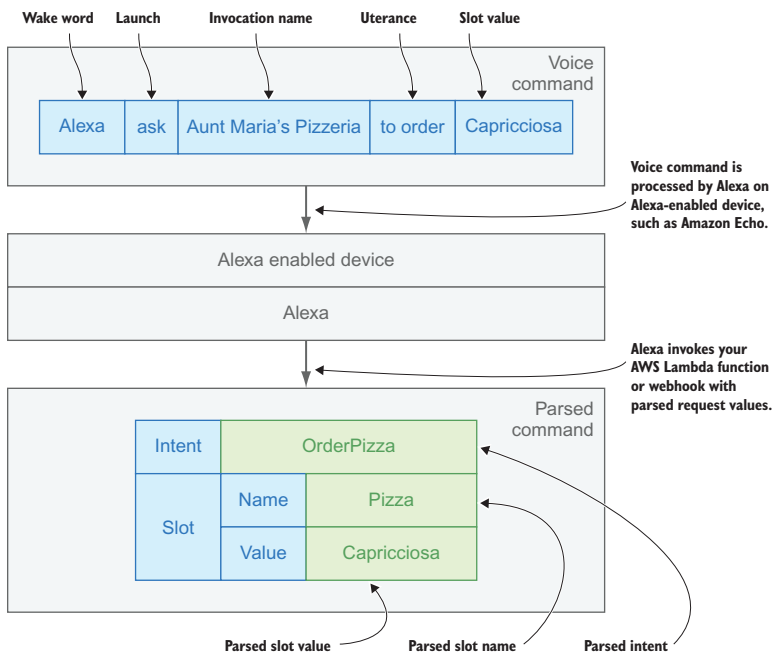 Wake word Launch Invocation name Uterance Slot value
Voice
command
Alexa ask Aunt Maria's Pizzeria to order Capricciosa
Voice command is
processed by Alexa on
Alexa-enabled device,
such as Amazon Echo.
Alexa enabled device
Alexa
Alexa invokes your
AWS Lambda function
or webhook with
parsed request values.
Parsed
command
Intent OrderPizza
Slot Name Pizza
Value Capricciosa
Parsed slot value Parsed slot name Parsed intent